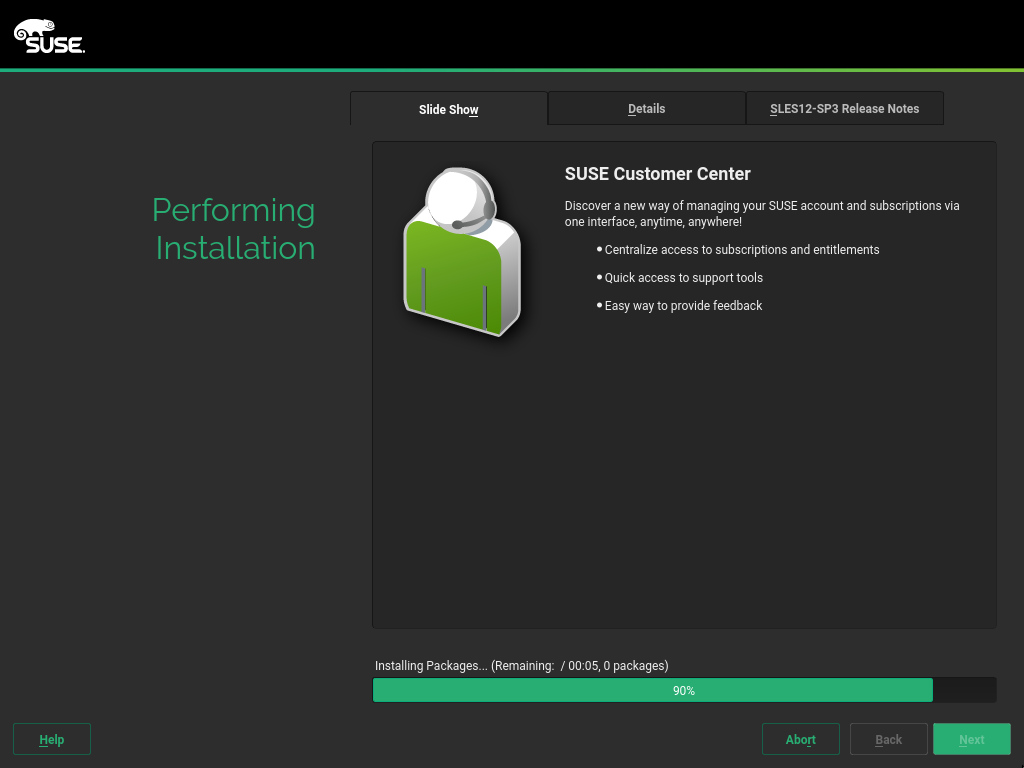 SUSE.
Slide Show
Details
SLES12-SP3 Release Notes
Performing
Installation
SUSE Customer Center
Discover a new way of managing your SUSE account and subscriptions via
one interface, anytime, anywhere!
• Centralize access to subscriptions and entitlements
• Quick access to support tools
• Easy way to provide feedback
Installing Packages... (Remaining:  / 00:05, 0 packages)
90%
Help
Abort
Back
Next